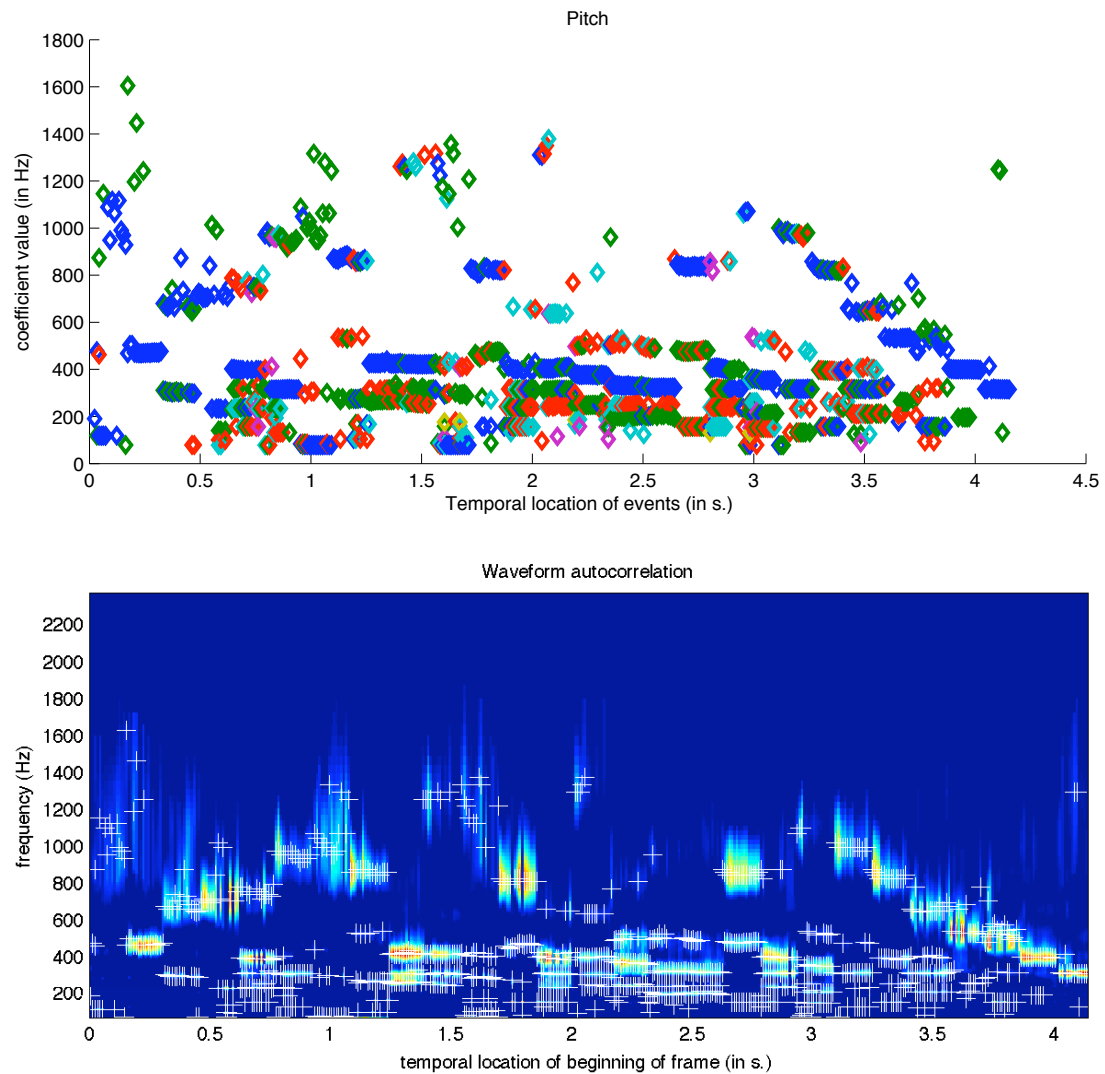 Pitch
1800
1600
1400
1200
1000
800
600
400
200
0
coefficient value (in Hz)
0 0.5 1 1.5 2 2.5 3 3.5 4 4.5
Temporal location of events (in s.)
Waveform autocorrelation
2200
2000
1800
1600
1400
1200
1000
800
600
400
200
frequency (Hz)
0 0.5 1 1.5 2 2.5 3 3.5 4
temporal location of beginning of frame (in s.)